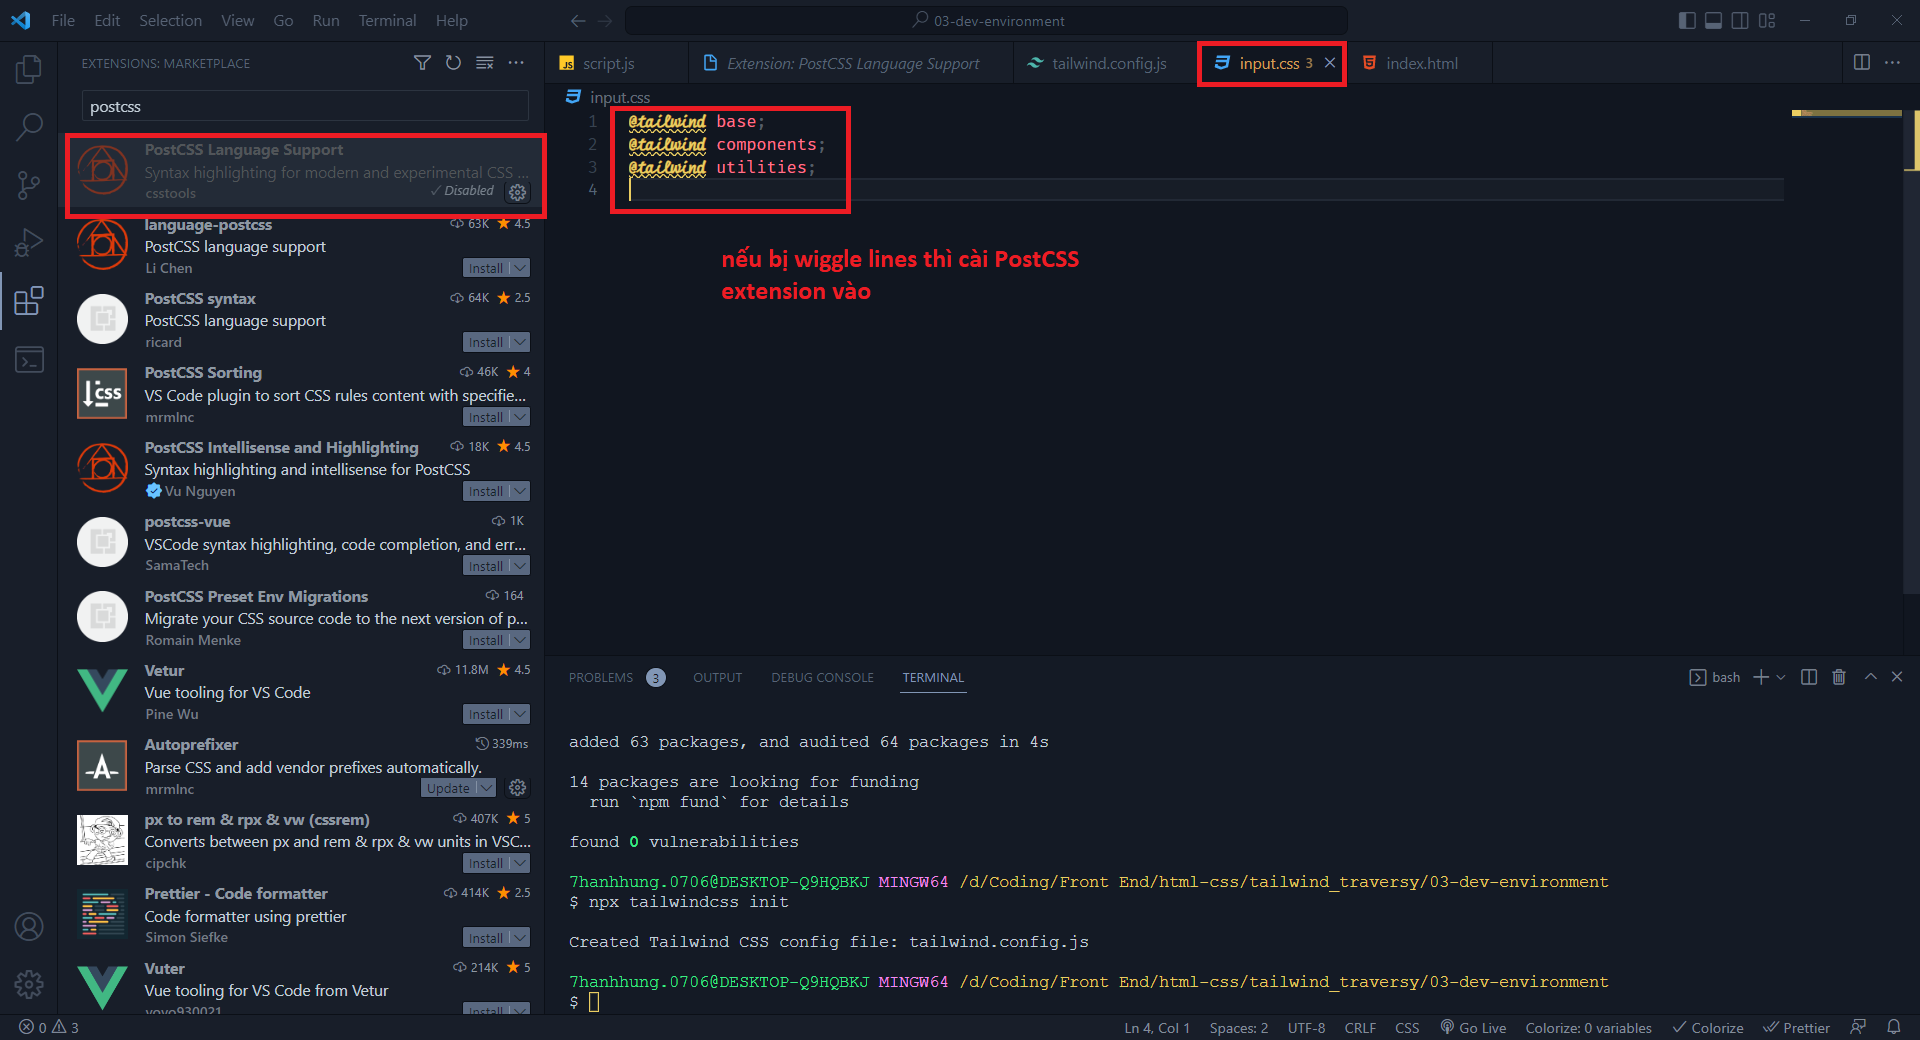 File Edit Selection View Go Run Terminal Help
03-dev-environment
EXTENSIONS: MARKETPLACE
postcss
PostCSS Language Support
Syntax highlighting for modern and experimental CSS ...
csstools
Disabled
language-postcss 63K 4.5
PostCSS language support
Li Chen
Install
PostCSS syntax 64K 2.5
PostCSS language support
ricard
Install
PostCSS Sorting 46K 4
VS Code plugin to sort CSS rules content with specifie...
mrmlnc
Install
PostCSS Intellisense and Highlighting 18K 4.5
Syntax highlighting and intellisense for PostCSS
Vu Nguyen
Install
postcss-vue 1K
VSCode syntax highlighting, code completion, and err...
SamaTech
Install
PostCSS Preset Env Migrations 164
Migrate your CSS source code to the next version of p...
Romain Menke
Install
Vetur 11.8M 4.5
Vue tooling for VS Code
Pine Wu
Install
Autoprefixer 339ms
Parse CSS and add vendor prefixes automatically.
mrmlnc
Update
px to rem & rpx & vw (cssrem) 407K 5
Converts between px and rem & rpx & vw units in VSC...
cipchk
Install
Prettier - Code formatter 414K 2.5
Code formatter using prettier
Simon Siefke
Install
Vuter 214K 5
Vue tooling for VS Code from Vetur
yoyo930021
Install
JS script.js
Extension: PostCSS Language Support
tailwind.config.js
input.css 3
index.html
input.css
1 @tailwind base;
2 @tailwind components;
3 @tailwind utilities;
4
nếu bị wiggle lines thì cài PostCSS
extension vào
PROBLEMS 3 OUTPUT DEBUG CONSOLE TERMINAL
bash
added 63 packages, and audited 64 packages in 4s
14 packages are looking for funding
run `npm fund` for details
found 0 vulnerabilities
7hanhhung.0706@DESKTOP-Q9HQBKJ MINGW64 /d/Coding/Front End/html-css/tailwind_traversy/03-dev-environment
$ npx tailwindcss init
Created Tailwind CSS config file: tailwind.config.js
7hanhhung.0706@DESKTOP-Q9HQBKJ MINGW64 /d/Coding/Front End/html-css/tailwind_traversy/03-dev-environment
$
0 3
Ln 4, Col 1 Spaces: 2 UTF-8 CRLF CSS Go Live Colorize: 0 variables Colorize Prettier